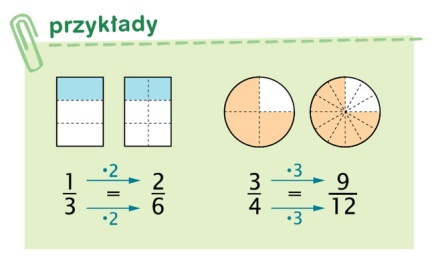 przykłady
·2
1/3 = 2/6
·2
·3
3/4 = 9/12
·3